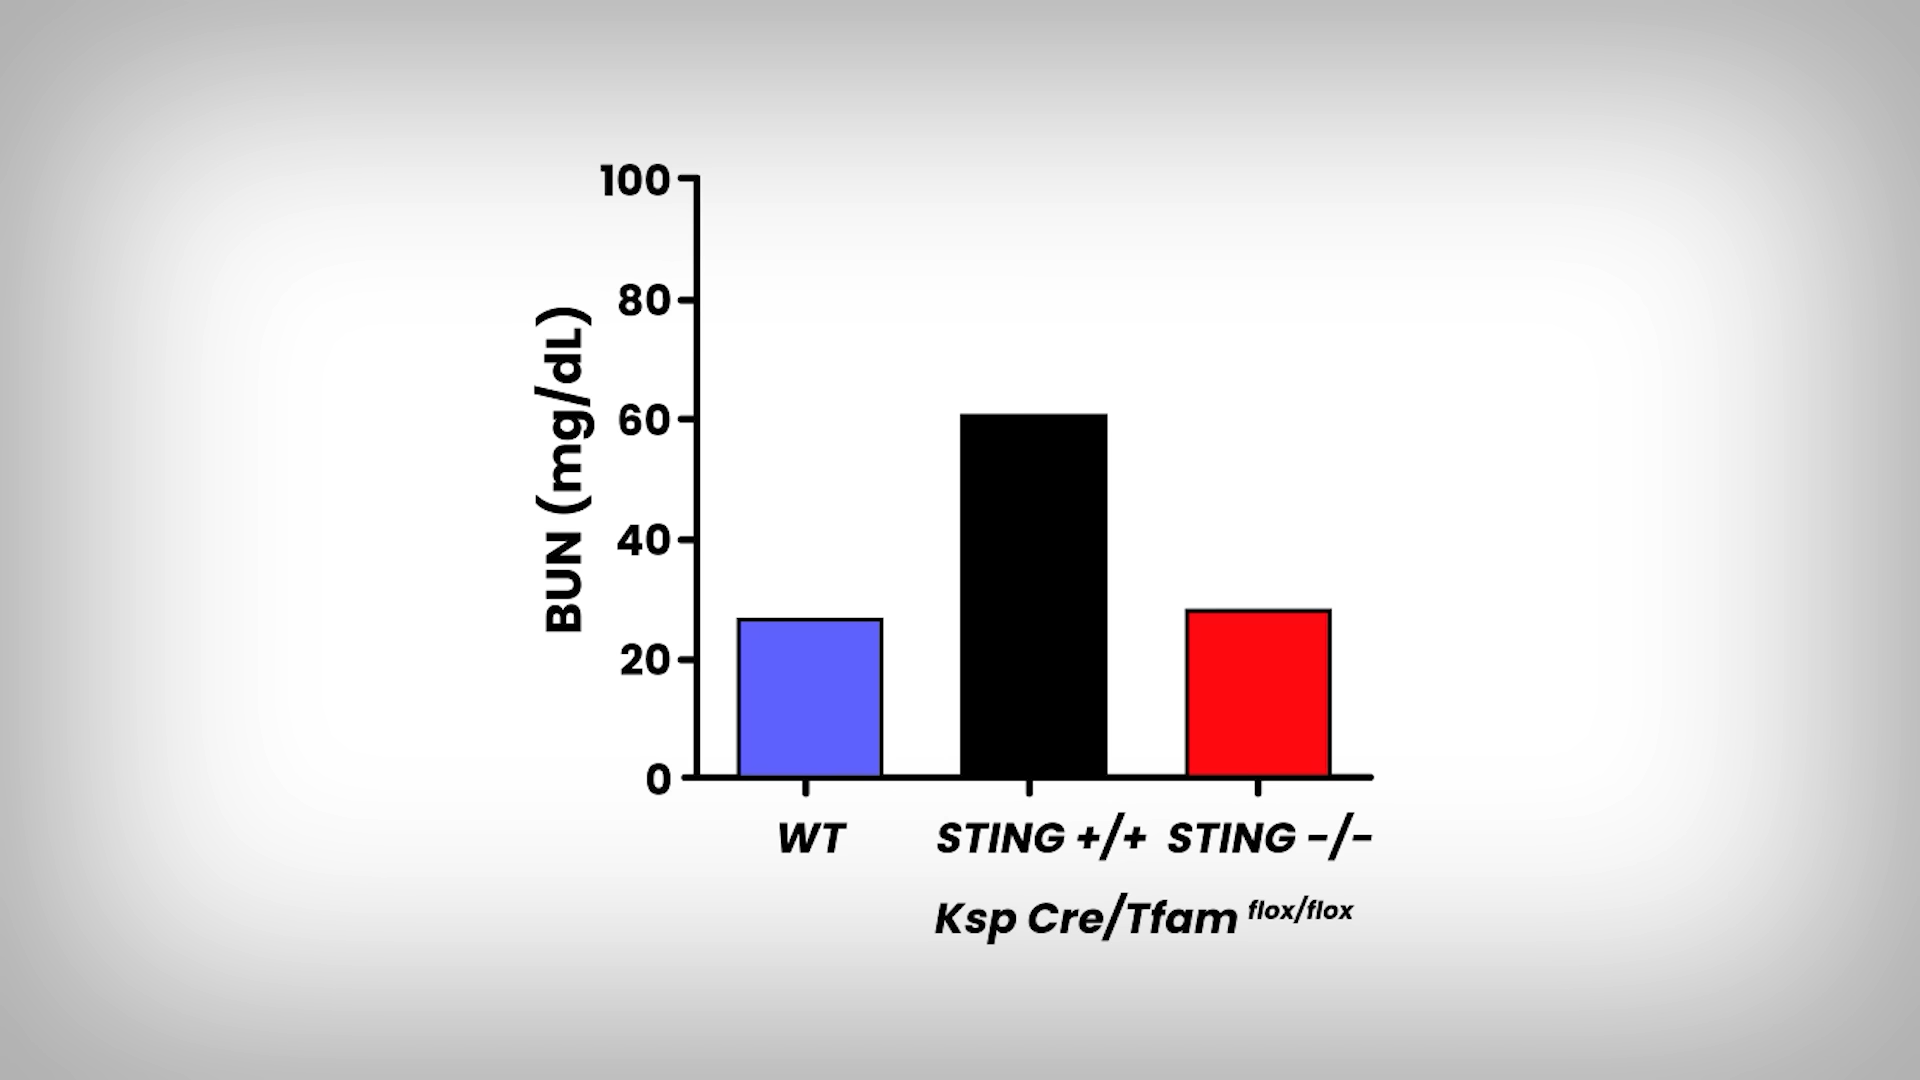 100
80
60
40
20
0
BUN (mg/dL)
WT
STING +/+
STING -/-
Ksp Cre/Tfam flox/flox